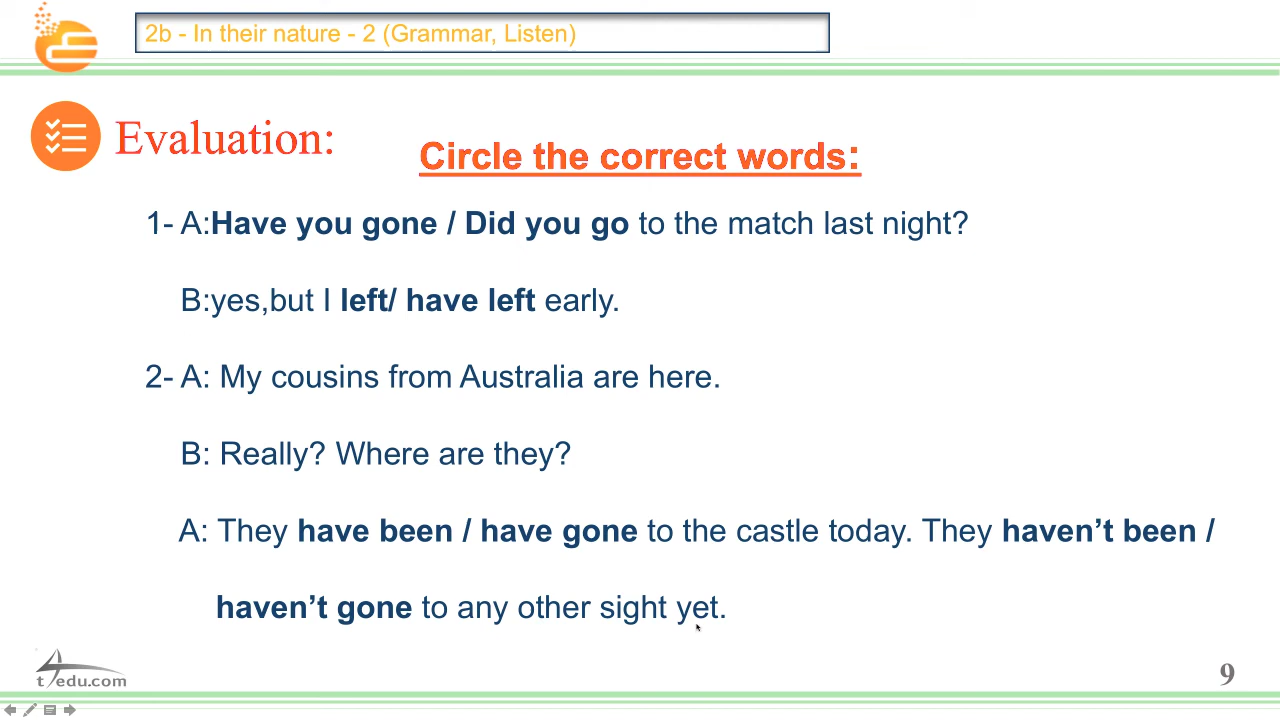 2b - In their nature - 2 (Grammar, Listen)
Evaluation:
Circle the correct words:
1- A:Have you gone / Did you go to the match last night?
B:yes,but I left/ have left early.
2- A: My cousins from Australia are here.
B: Really? Where are they?
A: They have been / have gone to the castle today. They haven’t been /
haven’t gone to any other sight yet.
t4edu.com
9